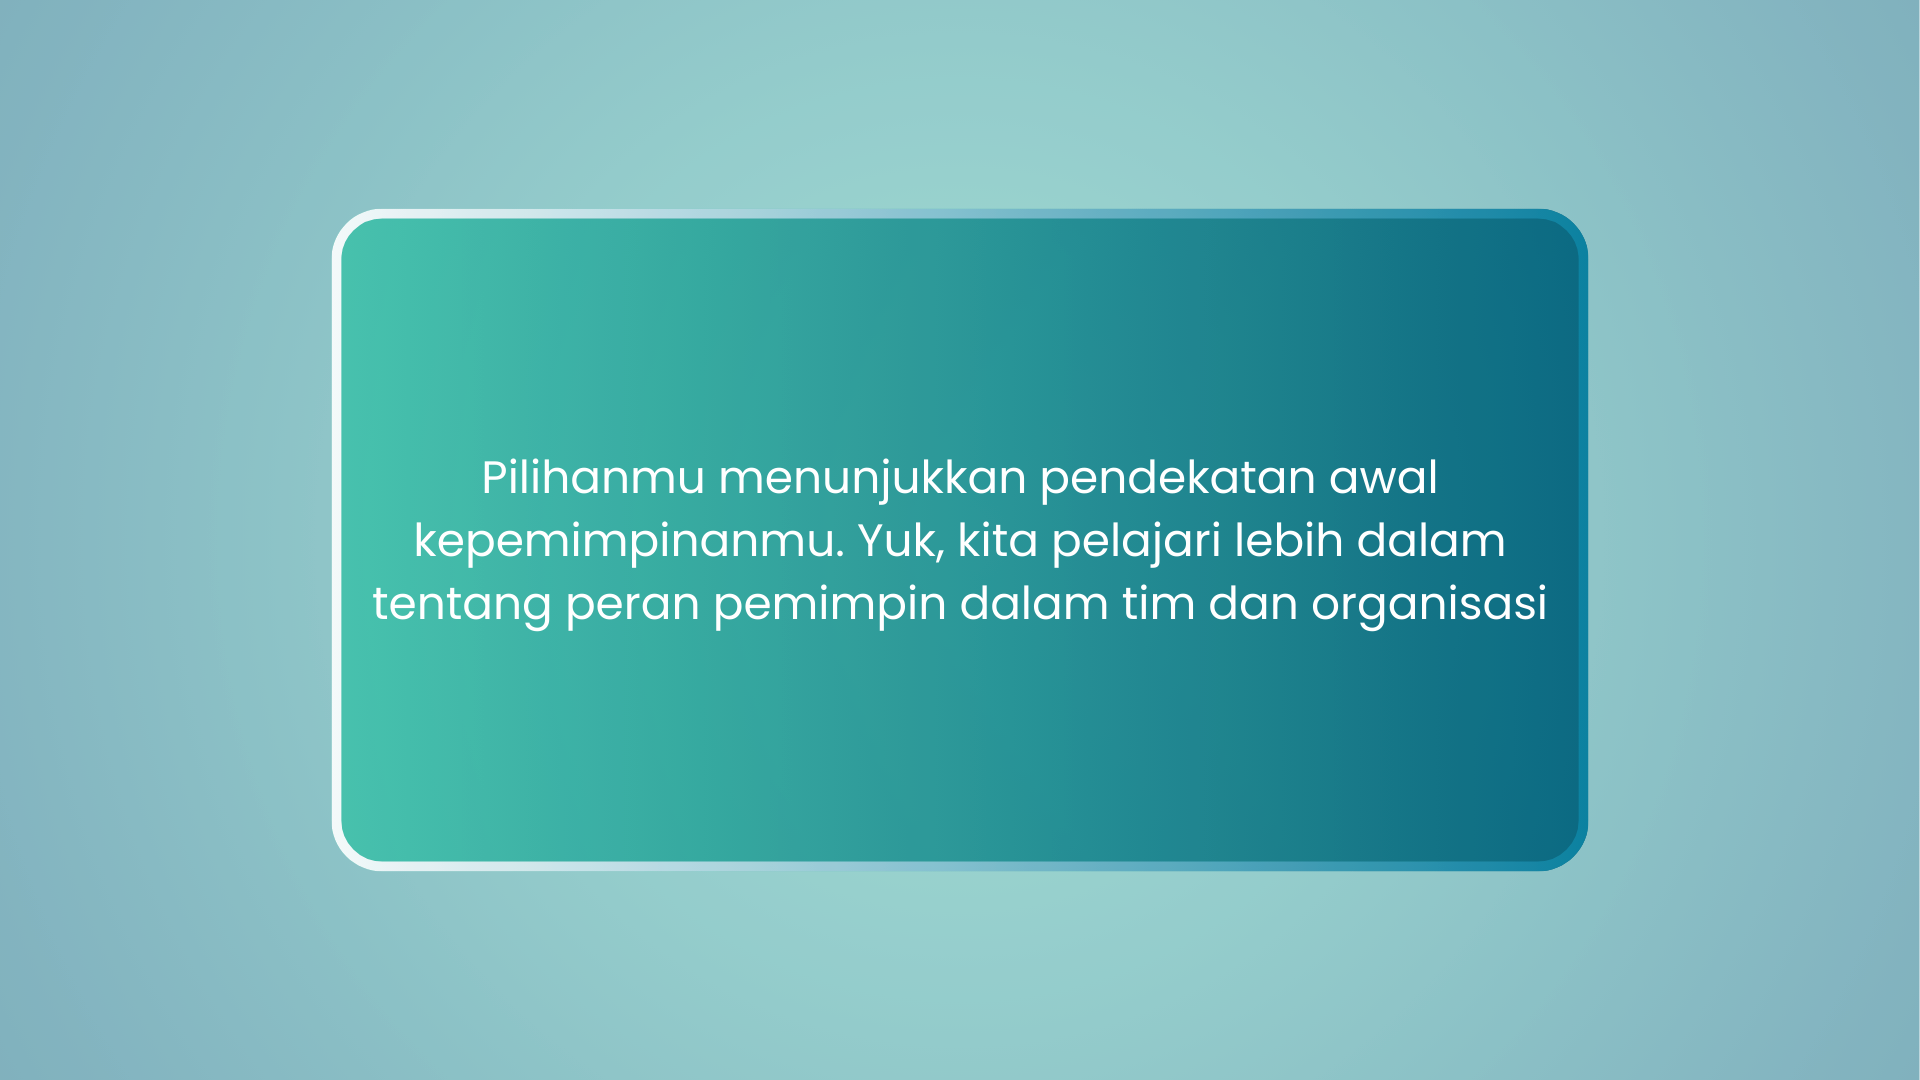 Pilihanmu menunjukkan pendekatan awal
kepemimpinanmu. Yuk, kita pelajari lebih dalam
tentang peran pemimpin dalam tim dan organisasi